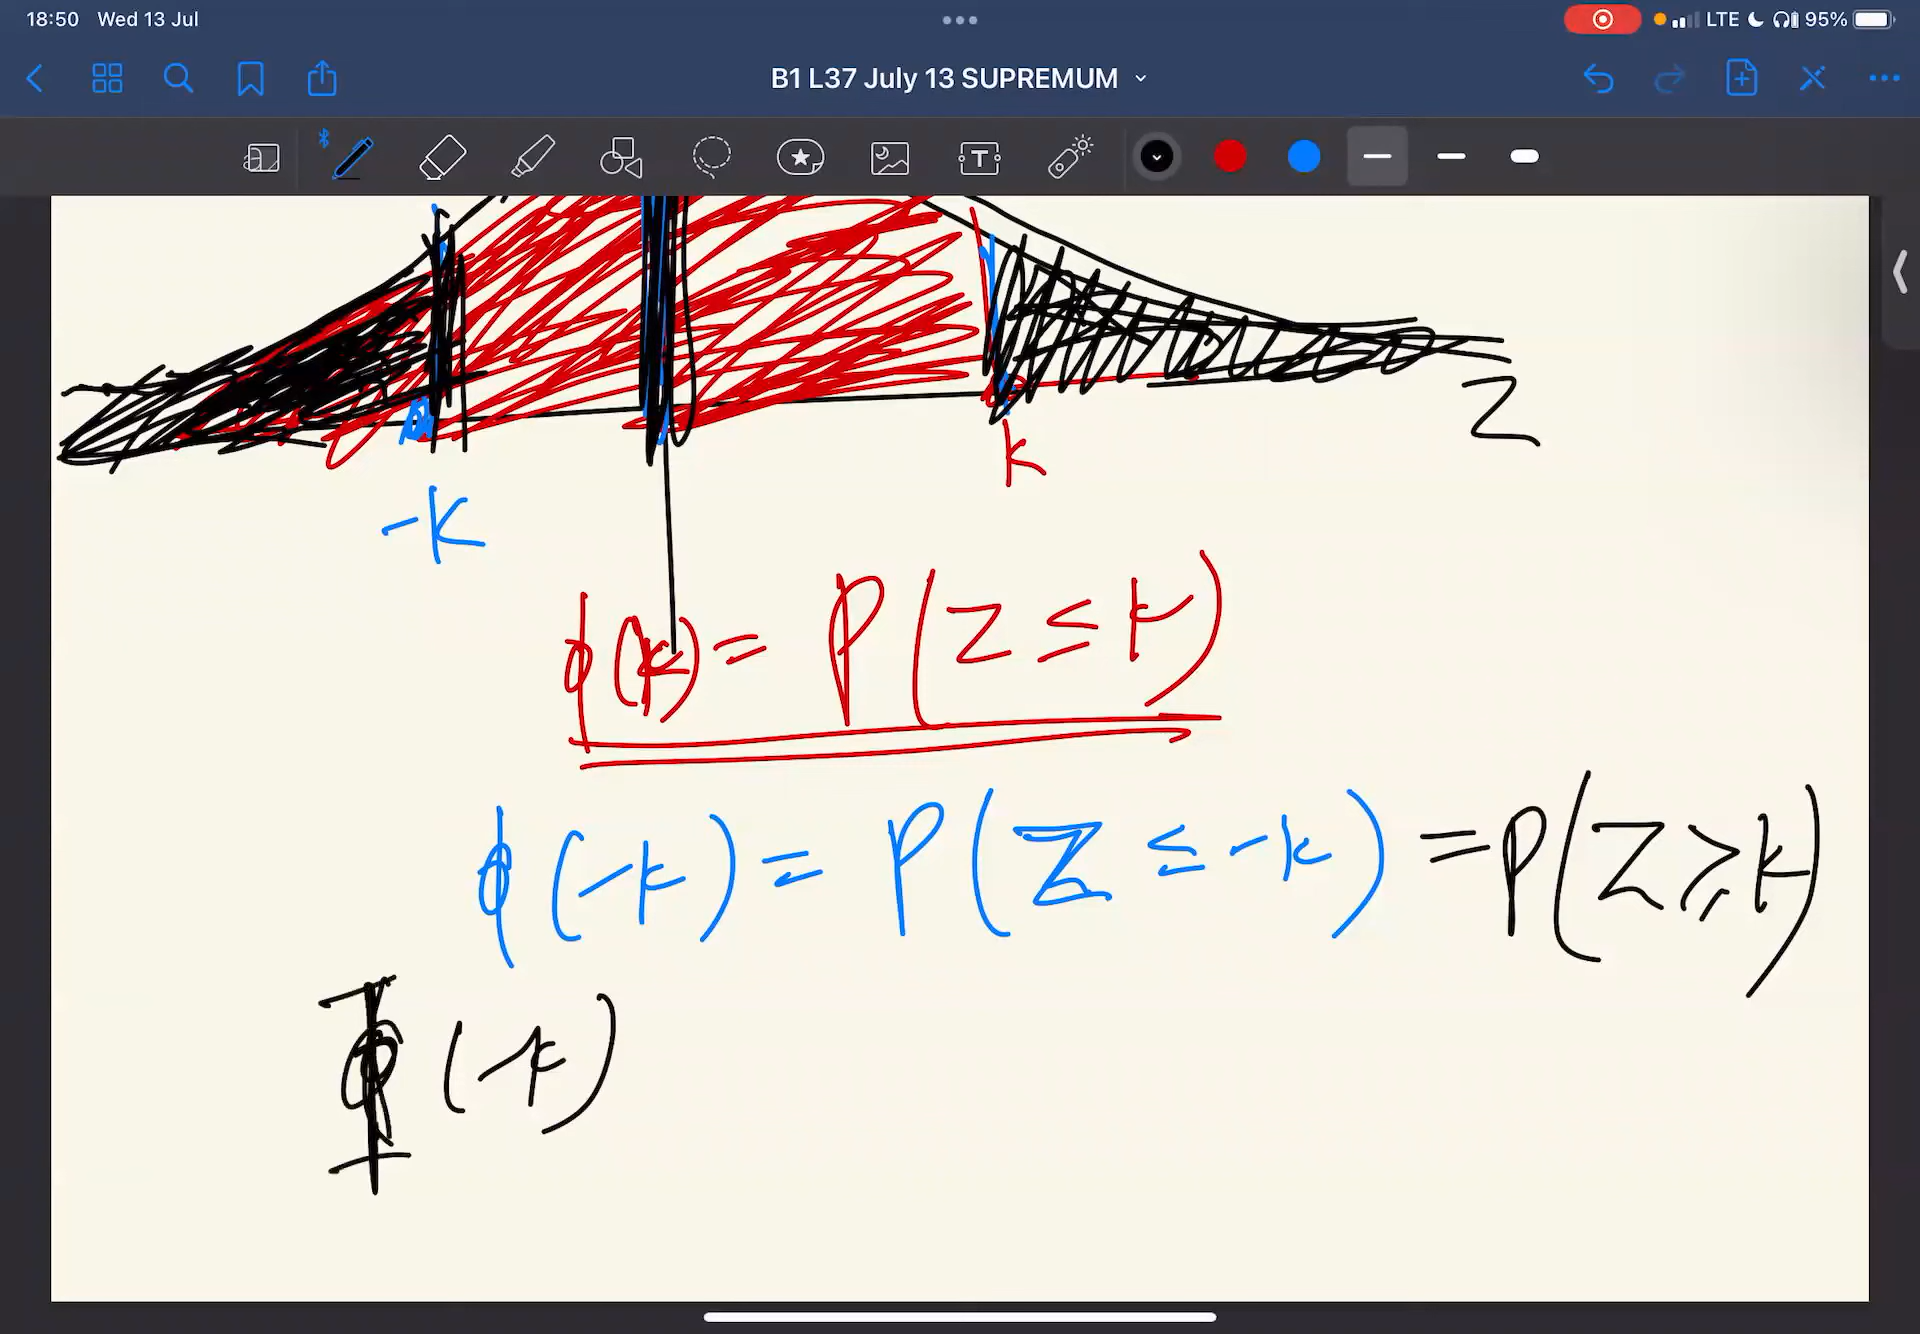 18:50 Wed 13 Jul LTE 95%
B1 L37 July 13 SUPREMUM
T
Z
k
-k
ϕ(k) = P(Z ≤ k)
ϕ(-k) = P(Z ≤ -k) = P(Z ≥ k)
Φ(-k)